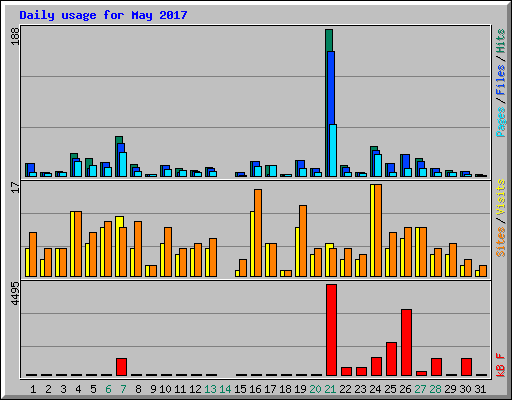 Daily usage for May 2017
188
Pages / Files / Hits
17
Sites / Visits
4495
kB F
1 2 3 4 5 6 7 8 9 10 11 12 13 14 15 16 17 18 19 20 21 22 23 24 25 26 27 28 29 30 31